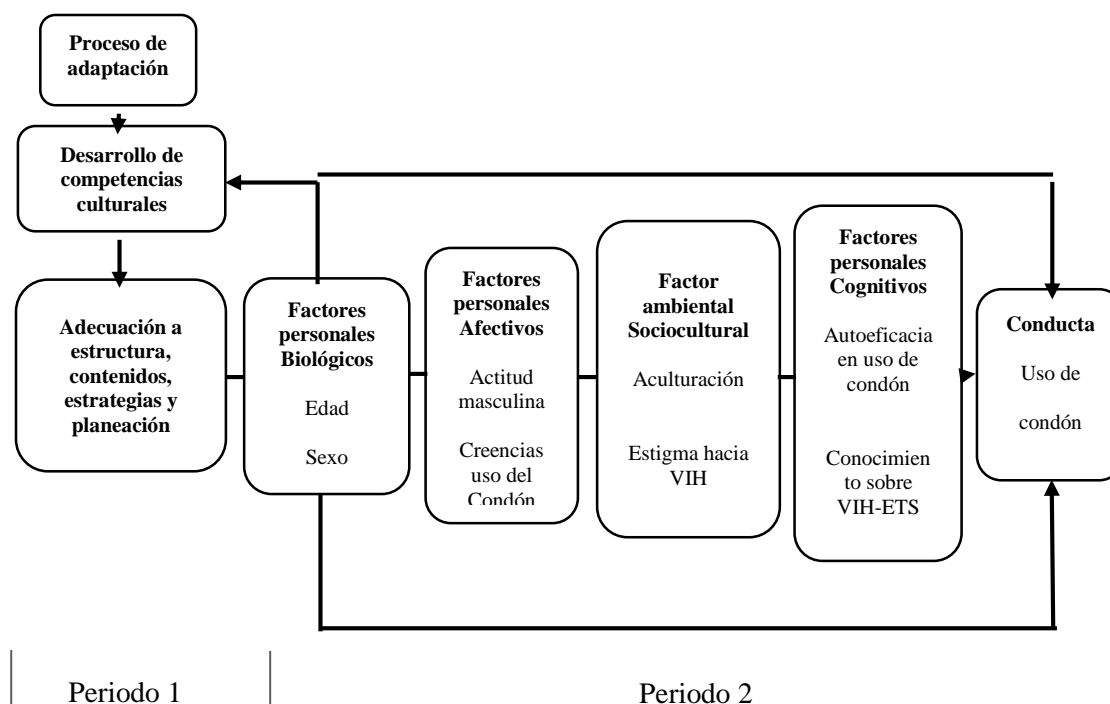 Proceso de
adaptación
Desarrollo de
competencias
culturales
Adecuación a
estructura,
contenidos,
estrategias y
planeación
Factores
personales
Biológicos
Edad
Sexo
Factores
personales
Afectivos
Actitud
masculina
Creencias
uso del
Condón
Factor
ambiental
Sociocultural
Aculturación
Estigma hacia
VIH
Factores
personales
Cognitivos
Autoeficacia
en uso de
condón
Conocimien
to sobre
VIH-ETS
Conducta
Uso de
condón
Periodo 1
Periodo 2